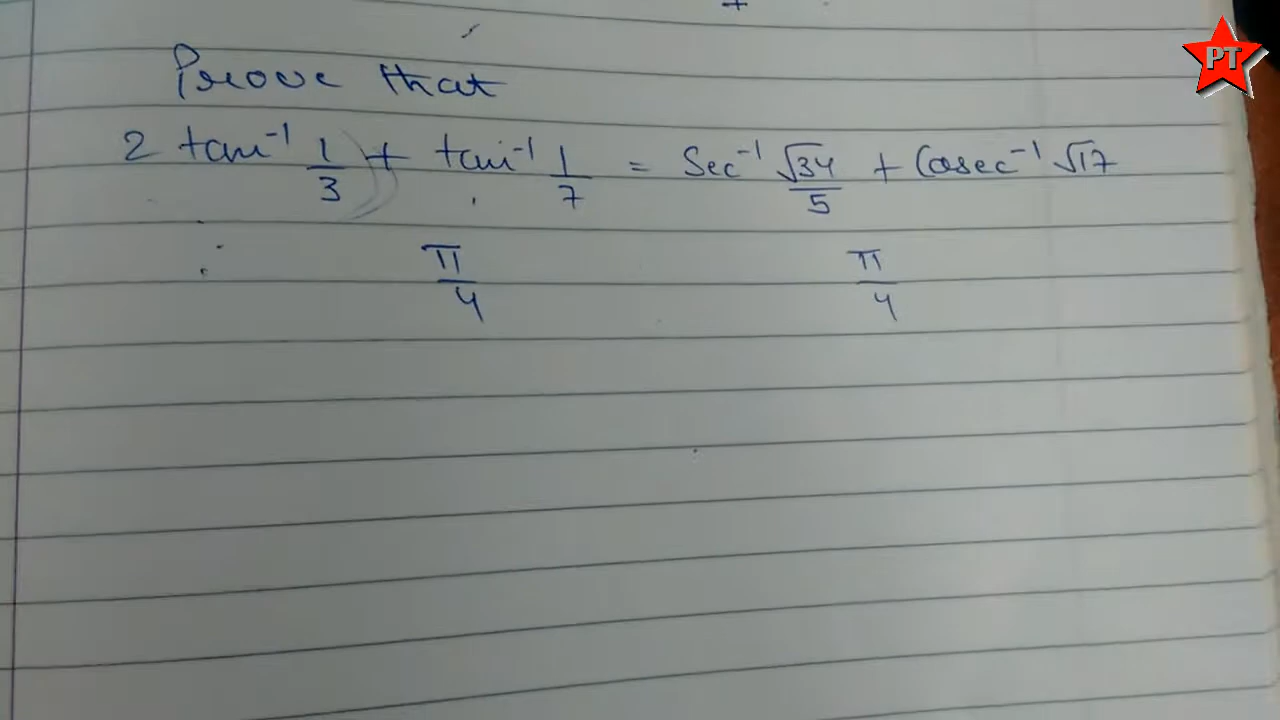 PT
Prove that
2 tan⁻¹ 1/3 + tan⁻¹ 1/7 = Sec⁻¹ √34/5 + Cosec⁻¹ √17
π/4 π/4